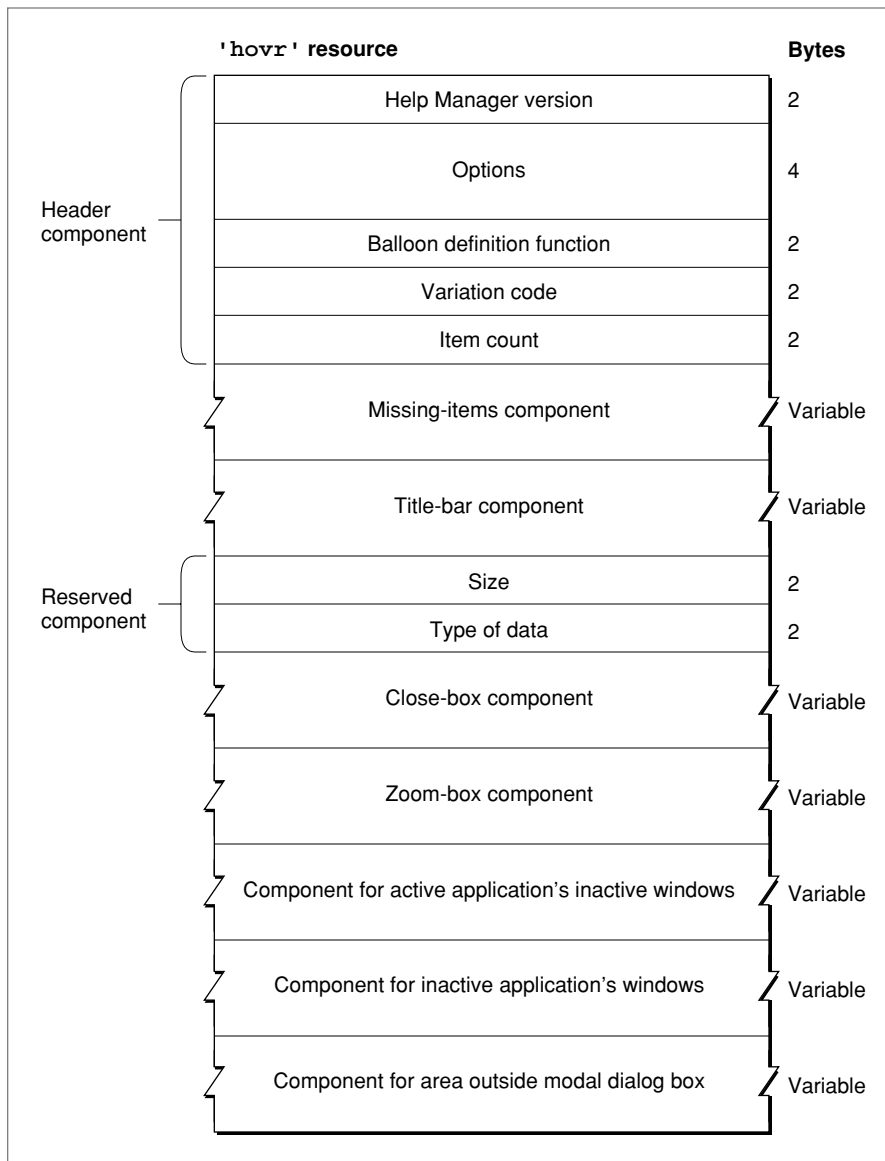 'hovr' resource Bytes
Help Manager version 2
Options 4
Header
component
Balloon definition function 2
Variation code 2
Item count 2
Missing-items component Variable
Title-bar component Variable
Reserved
component
Size 2
Type of data 2
Close-box component Variable
Zoom-box component Variable
Component for active application’s inactive windows Variable
Component for inactive application’s windows Variable
Component for area outside modal dialog box Variable